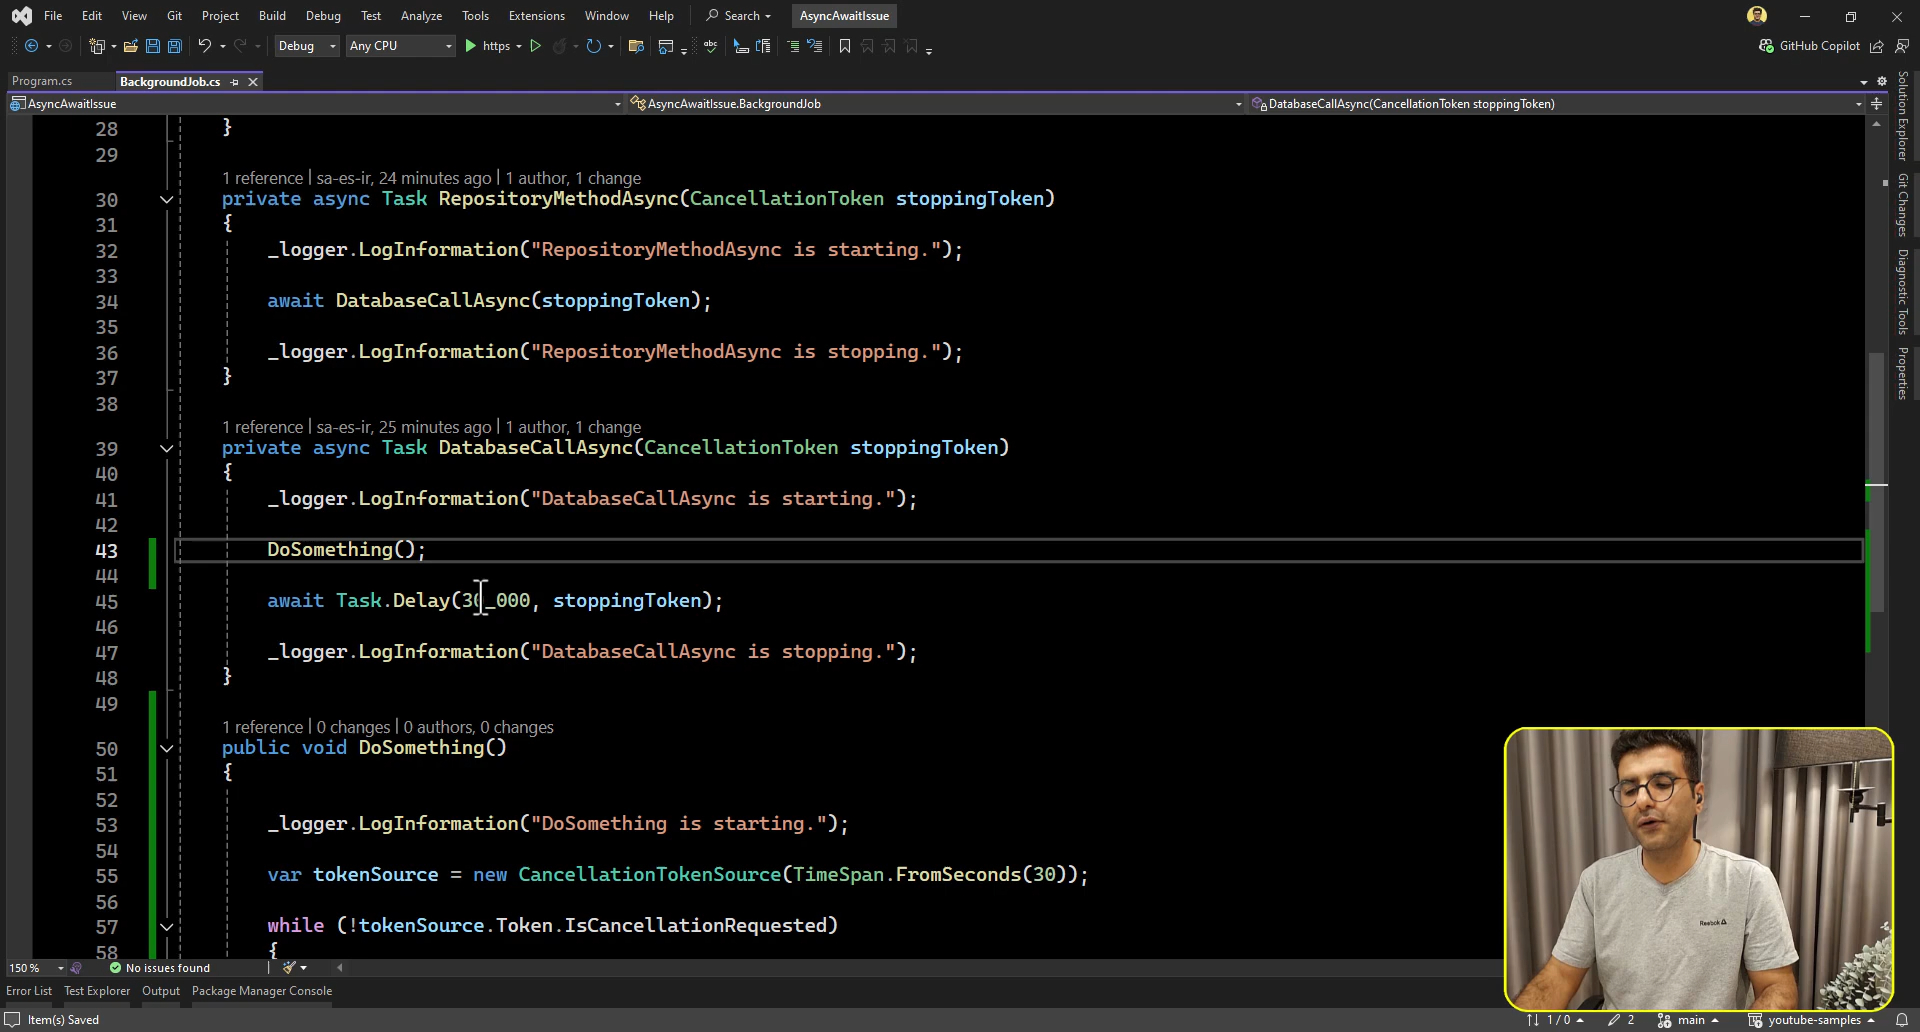 File Edit View Git Project Build Debug Test Analyze Tools Extensions Window Help Search AsyncAwaitIssue
Debug Any CPU https GitHub Copilot
Program.cs BackgroundJob.cs
AsyncAwaitIssue AsyncAwaitIssue.BackgroundJob DatabaseCallAsync(CancellationToken stoppingToken)
28 }
29
1 reference | sa-es-ir, 24 minutes ago | 1 author, 1 change
30 private async Task RepositoryMethodAsync(CancellationToken stoppingToken)
31 {
32 _logger.LogInformation("RepositoryMethodAsync is starting.");
33
34 await DatabaseCallAsync(stoppingToken);
35
36 _logger.LogInformation("RepositoryMethodAsync is stopping.");
37 }
38
1 reference | sa-es-ir, 25 minutes ago | 1 author, 1 change
39 private async Task DatabaseCallAsync(CancellationToken stoppingToken)
40 {
41 _logger.LogInformation("DatabaseCallAsync is starting.");
42
43 DoSomething();
44
45 await Task.Delay(30_000, stoppingToken);
46
47 _logger.LogInformation("DatabaseCallAsync is stopping.");
48 }
49
1 reference | 0 changes | 0 authors, 0 changes
50 public void DoSomething()
51 {
52
53 _logger.LogInformation("DoSomething is starting.");
54
55 var tokenSource = new CancellationTokenSource(TimeSpan.FromSeconds(30));
56
57 while (!tokenSource.Token.IsCancellationRequested)
58 {
150 % No issues found
Error List Test Explorer Output Package Manager Console
Item(s) Saved 1 / 0 2 main youtube-samples
Solution Explorer
Git Changes
Diagnostic Tools
Properties
Reebok